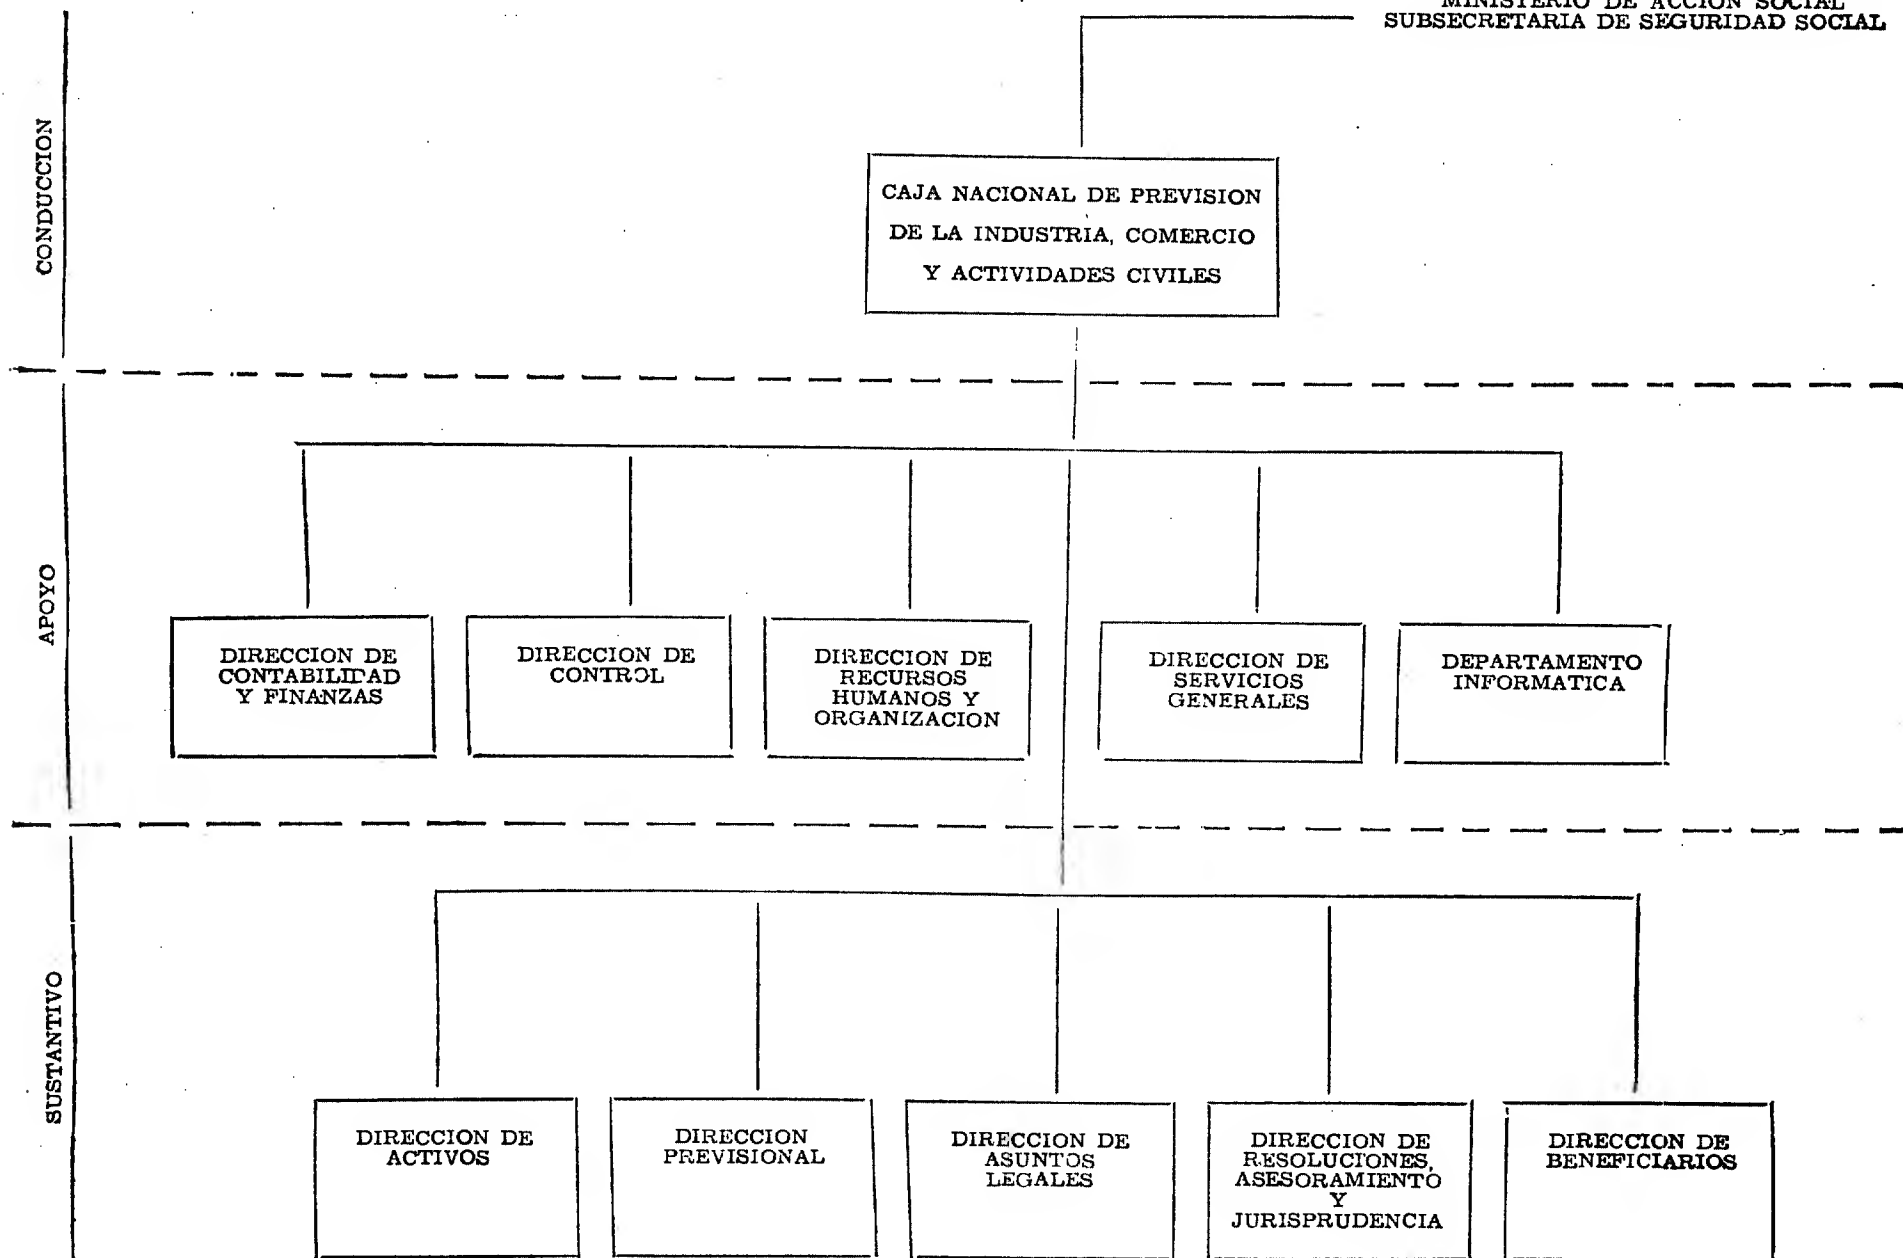 MINISTERIO DE ACCION SOCIAL
SUBSECRETARIA DE SEGURIDAD SOCIAL
CONDUCCION
CAJA NACIONAL DE PREVISION
DE LA INDUSTRIA, COMERCIO
Y ACTIVIDADES CIVILES
APOYO
DIRECCION DE
CONTABILIDAD
Y FINANZAS
DIRECCION DE
CONTROL
DIRECCION DE
RECURSOS
HUMANOS Y
ORGANIZACION
DIRECCION DE
SERVICIOS
GENERALES
DEPARTAMENTO
INFORMATICA
SUSTANTIVO
DIRECCION DE
ACTIVOS
DIRECCION
PREVISIONAL
DIRECCION DE
ASUNTOS
LEGALES
DIRECCION DE
RESOLUCIONES,
ASESORAMIENTO
Y
JURISPRUDENCIA
DIRECCION DE
BENEFICIARIOS